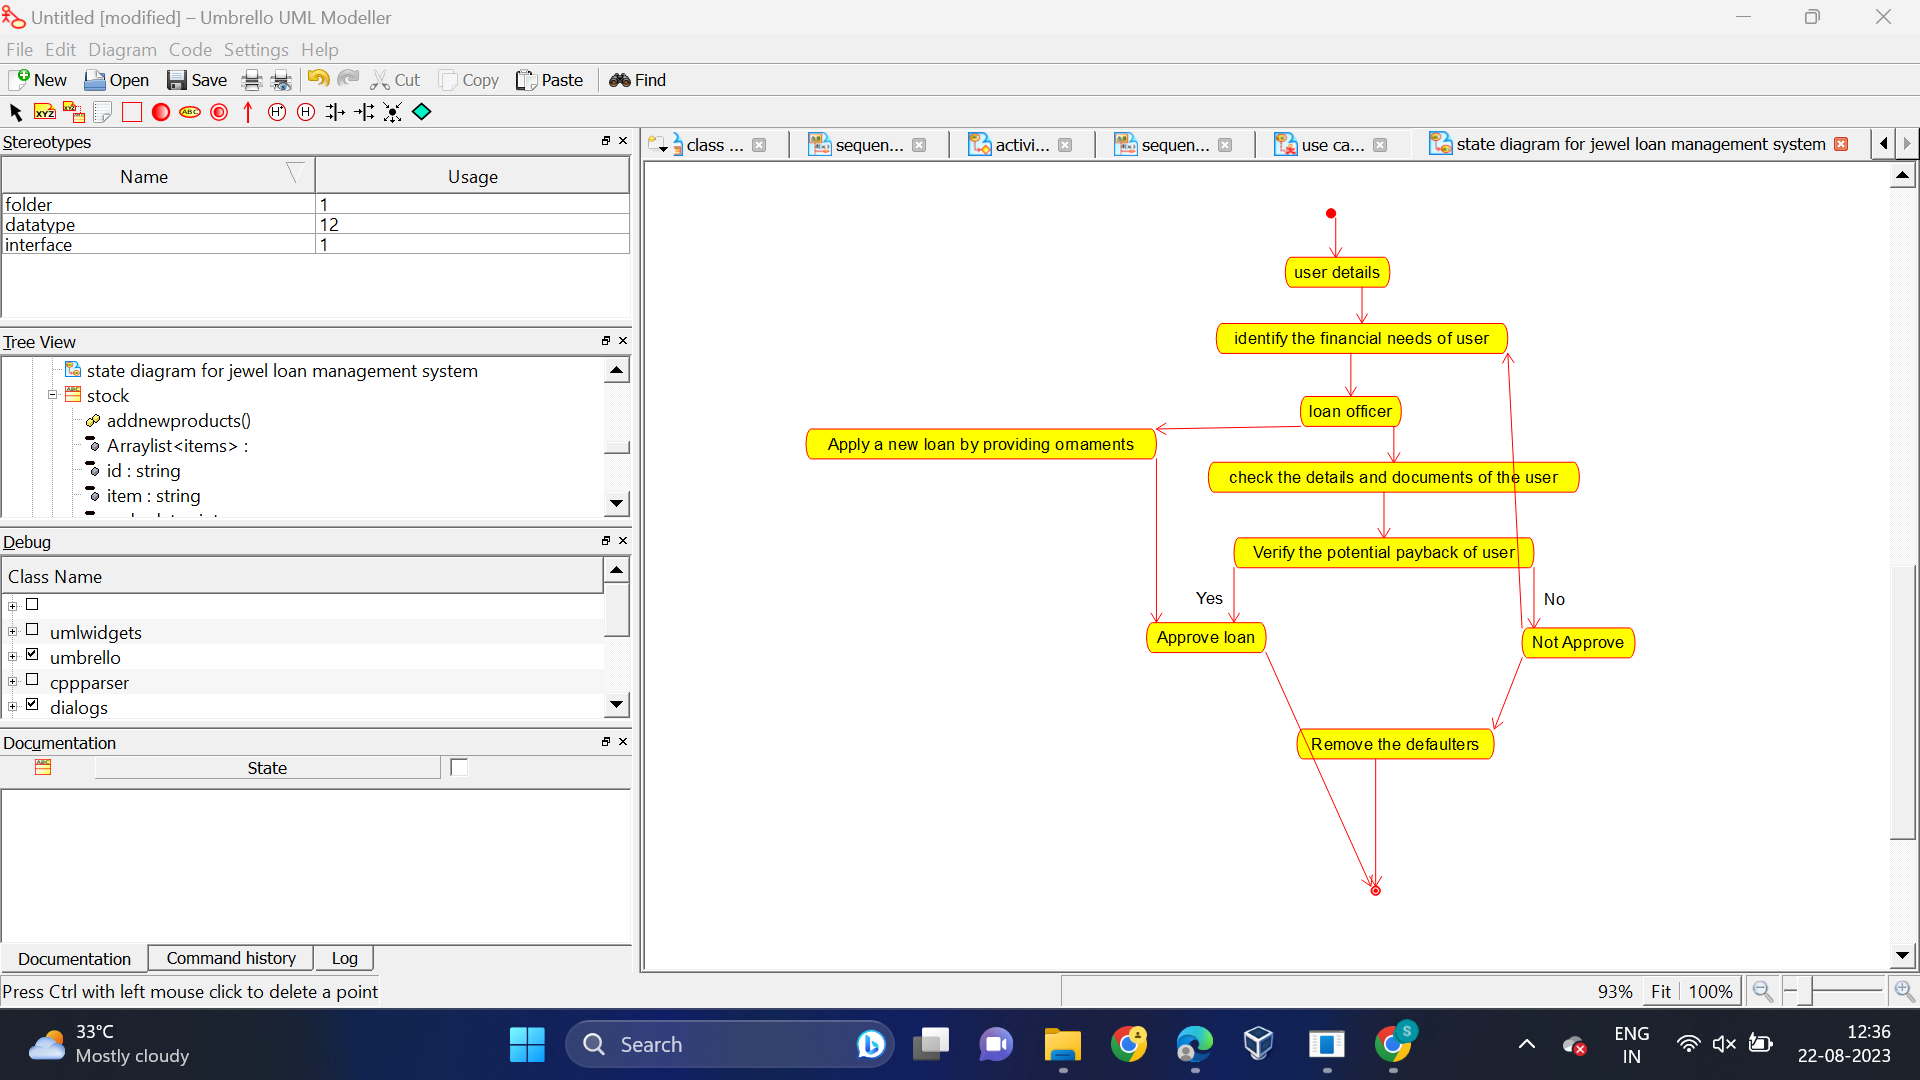 Untitled [modified] – Umbrello UML Modeller
File Edit Diagram Code Settings Help
New Open Save Cut Copy Paste Find
XYZ XYZ ABC H* H
Stereotypes
Name Usage
folder 1
datatype 12
interface 1
Tree View
state diagram for jewel loan management system
stock
addnewproducts()
Arraylist<items> :
id : string
item : string
Debug
Class Name
umlwidgets
umbrello
cppparser
dialogs
Documentation
State
Documentation Command history Log
Press Ctrl with left mouse click to delete a point
class ... sequen... activi... sequen... use ca... state diagram for jewel loan management system
user details
identify the financial needs of user
loan officer
Apply a new loan by providing ornaments
check the details and documents of the user
Verify the potential payback of user
Yes
No
Approve loan
Not Approve
Remove the defaulters
93% Fit 100%
33°C
Mostly cloudy
Search
S
ENG
IN
12:36
22-08-2023